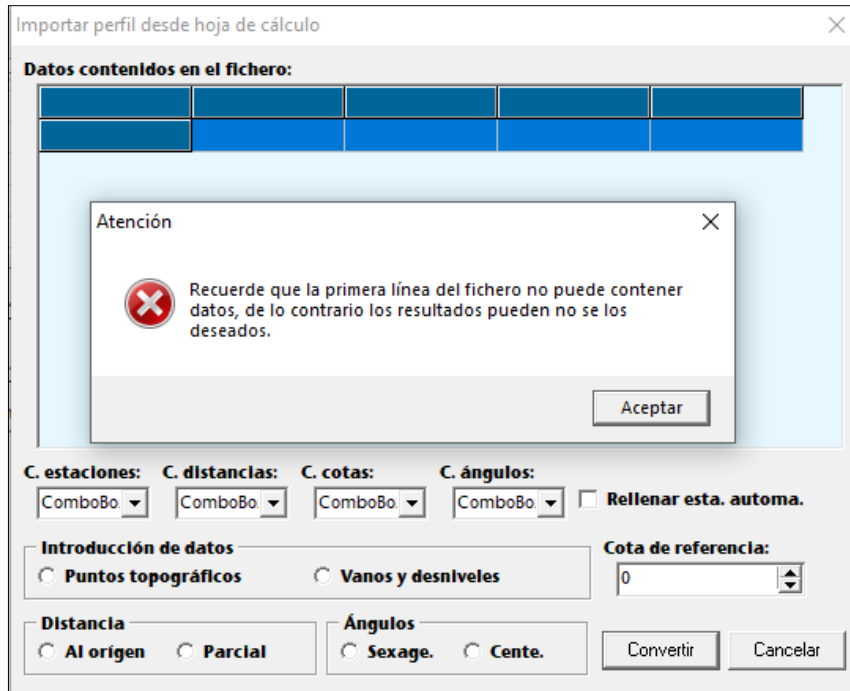 Importar perfil desde hoja de cálculo
Datos contenidos en el fichero:
Atención
Recuerde que la primera línea del fichero no puede contener
datos, de lo contrario los resultados pueden no se los
deseados.
Aceptar
C. estaciones: C. distancias: C. cotas: C. ángulos:
ComboBo. ComboBo. ComboBo. ComboBo. Rellenar esta. automa.
Introducción de datos Cota de referencia:
Puntos topográficos Vanos y desniveles 0
Distancia Ángulos
Al orígen Parcial Sexage. Cente. Convertir Cancelar